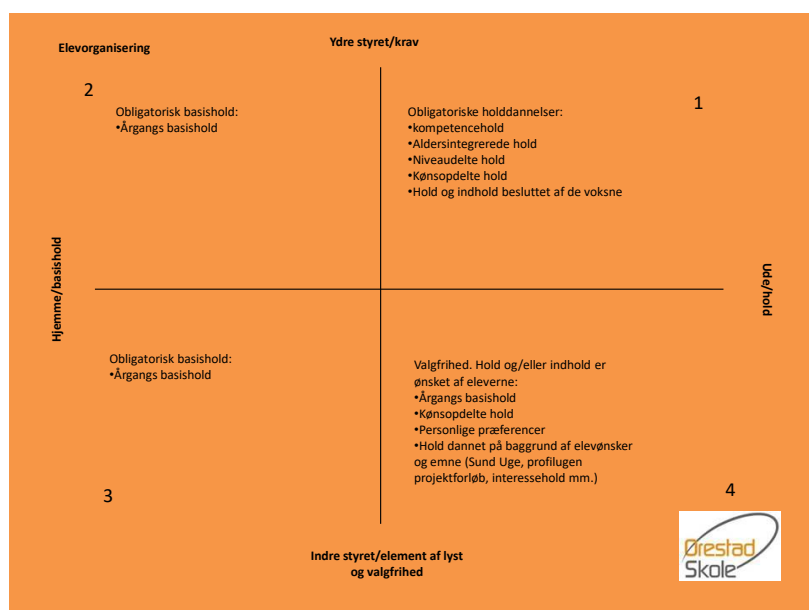 Elevorganisering
Ydre styret/krav
2
Obligatorisk basishold:
•Årgangs basishold
1
Obligatoriske holddannelser:
•kompetencehold
•Aldersintegrerede hold
•Niveaudelte hold
•Kønsopdelte hold
•Hold og indhold besluttet af de voksne
Hjemme/basishold
Ude/hold
Obligatorisk basishold:
•Årgangs basishold
3
Valgfrihed. Hold og/eller indhold er
ønsket af eleverne:
•Årgangs basishold
•Kønsopdelte hold
•Personlige præferencer
•Hold dannet på baggrund af elevønsker
og emne (Sund Uge, profilugen
projektforløb, interessehold mm.)
4
Indre styret/element af lyst
og valgfrihed
Ørestad
Skole